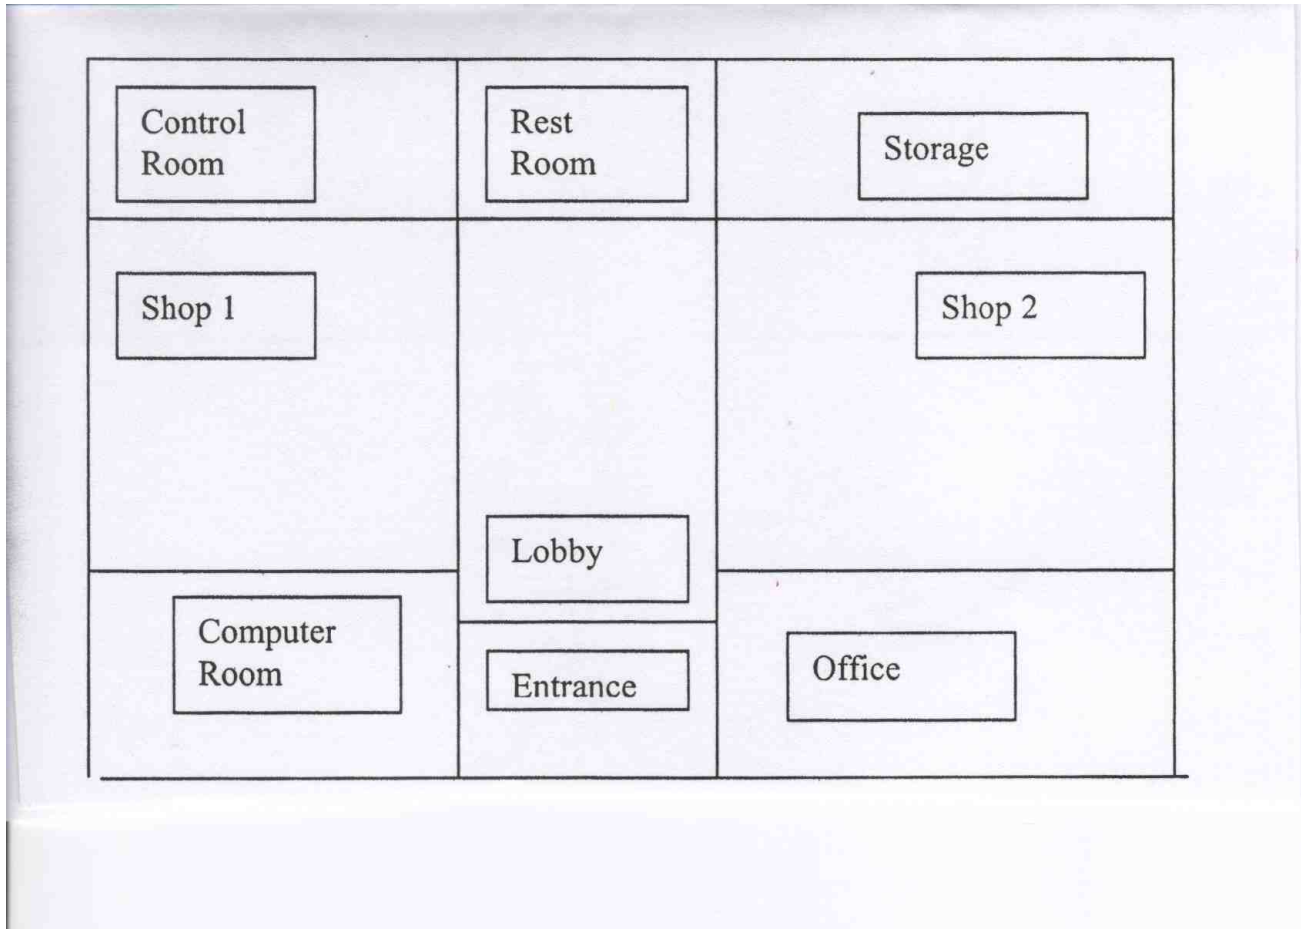 Control
Room
Rest
Room
Storage
Shop 1
Shop 2
Lobby
Computer
Room
Entrance
Office